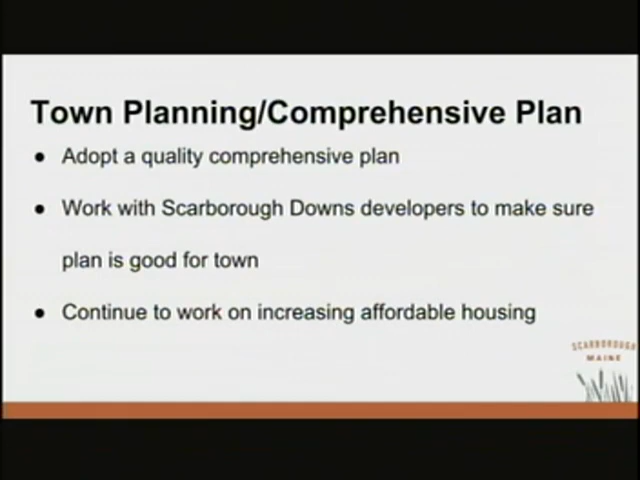 Town Planning/Comprehensive Plan
● Adopt a quality comprehensive plan
● Work with Scarborough Downs developers to make sure
plan is good for town
● Continue to work on increasing affordable housing
SCARBOROUGH
MAINE